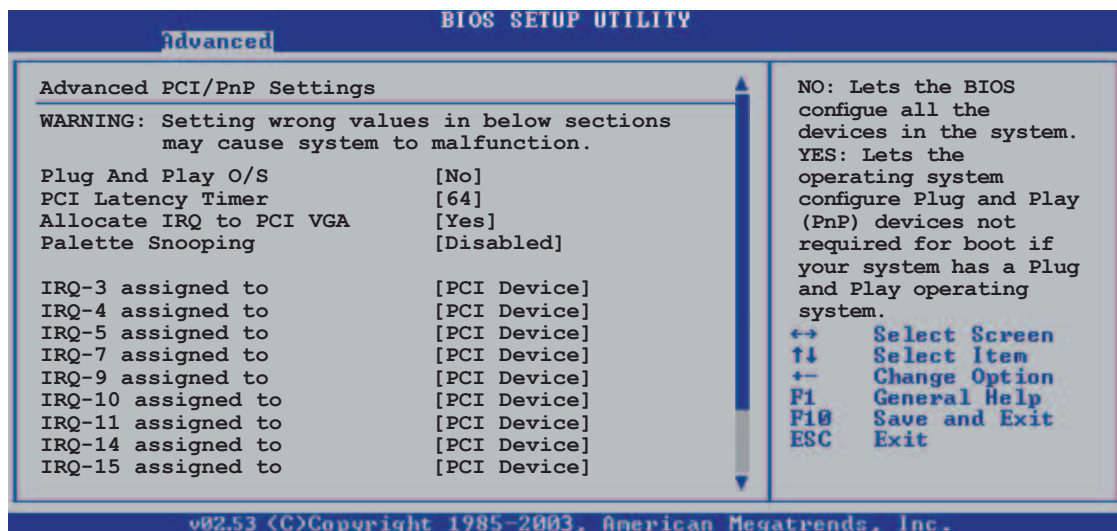 BIOS SETUP UTILITY
Advanced
Advanced PCI/PnP Settings
WARNING: Setting wrong values in below sections
may cause system to malfunction.
Plug And Play O/S [No]
PCI Latency Timer [64]
Allocate IRQ to PCI VGA [Yes]
Palette Snooping [Disabled]
IRQ-3 assigned to [PCI Device]
IRQ-4 assigned to [PCI Device]
IRQ-5 assigned to [PCI Device]
IRQ-7 assigned to [PCI Device]
IRQ-9 assigned to [PCI Device]
IRQ-10 assigned to [PCI Device]
IRQ-11 assigned to [PCI Device]
IRQ-14 assigned to [PCI Device]
IRQ-15 assigned to [PCI Device]
NO: Lets the BIOS
configue all the
devices in the system.
YES: Lets the
operating system
configure Plug and Play
(PnP) devices not
required for boot if
your system has a Plug
and Play operating
system.
←→ Select Screen
↑↓ Select Item
+- Change Option
F1 General Help
F10 Save and Exit
ESC Exit
v02.53 (C)Copyright 1985-2003, American Megatrends, Inc.